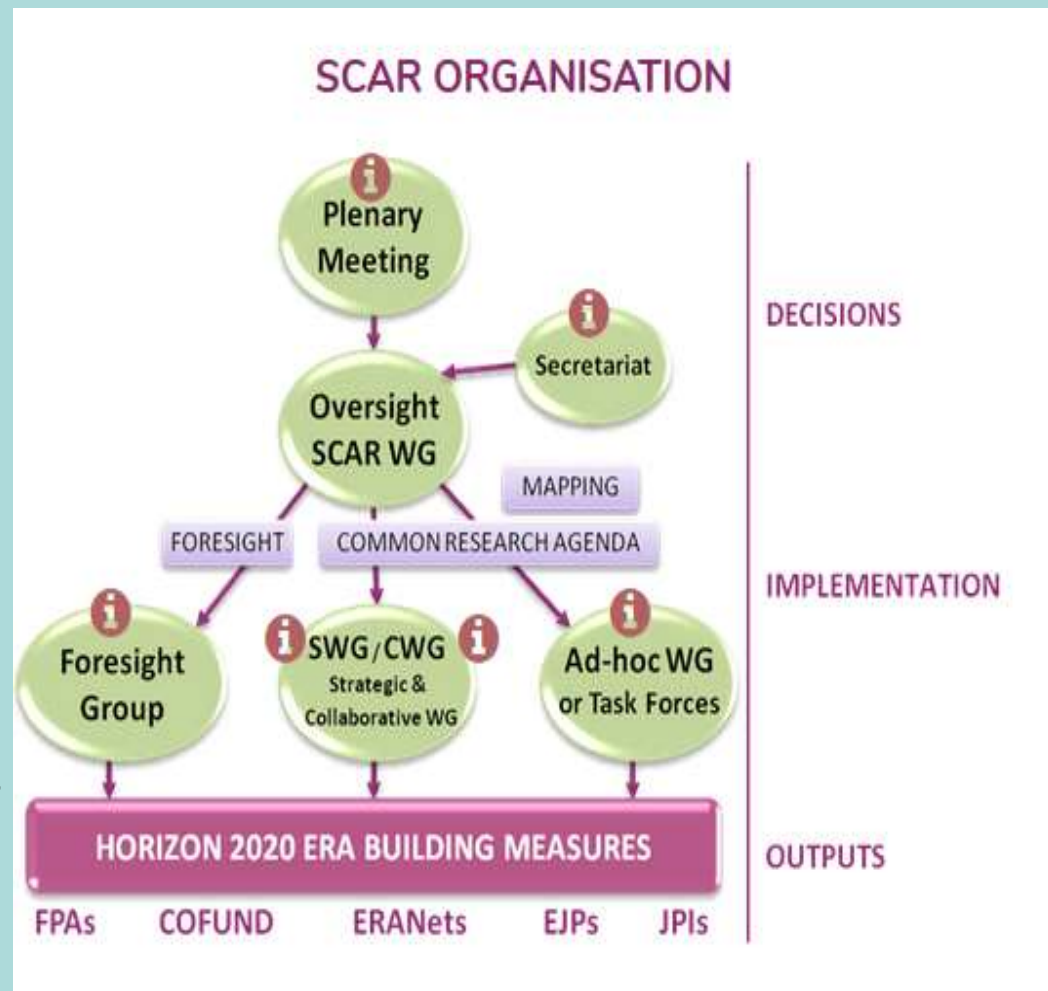 SCAR ORGANISATION
i
Plenary
Meeting
DECISIONS
i
Secretariat
Oversight
SCAR WG
MAPPING
FORESIGHT
COMMON RESEARCH AGENDA
IMPLEMENTATION
i
Foresight
Group
i
SWG/CWG
i
Strategic &
Collaborative WG
i
Ad-hoc WG
or Task Forces
HORIZON 2020 ERA BUILDING MEASURES
OUTPUTS
FPAs COFUND ERANets EJPs JPIs